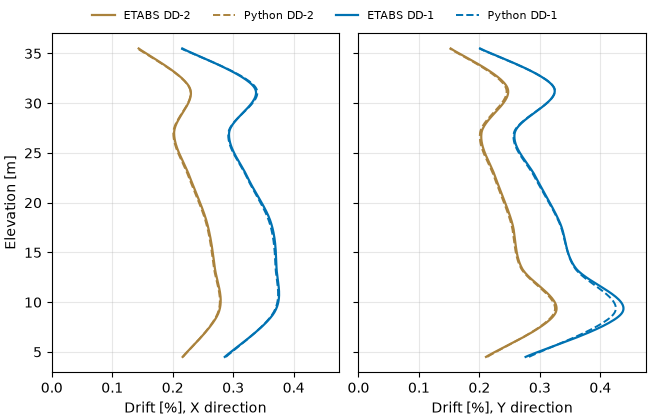 ETABS DD-2 Python DD-2 ETABS DD-1 Python DD-1
Elevation [m]
35
30
25
20
15
10
5
0.0 0.1 0.2 0.3 0.4
0.0 0.1 0.2 0.3 0.4
Drift [%], X direction
Drift [%], Y direction